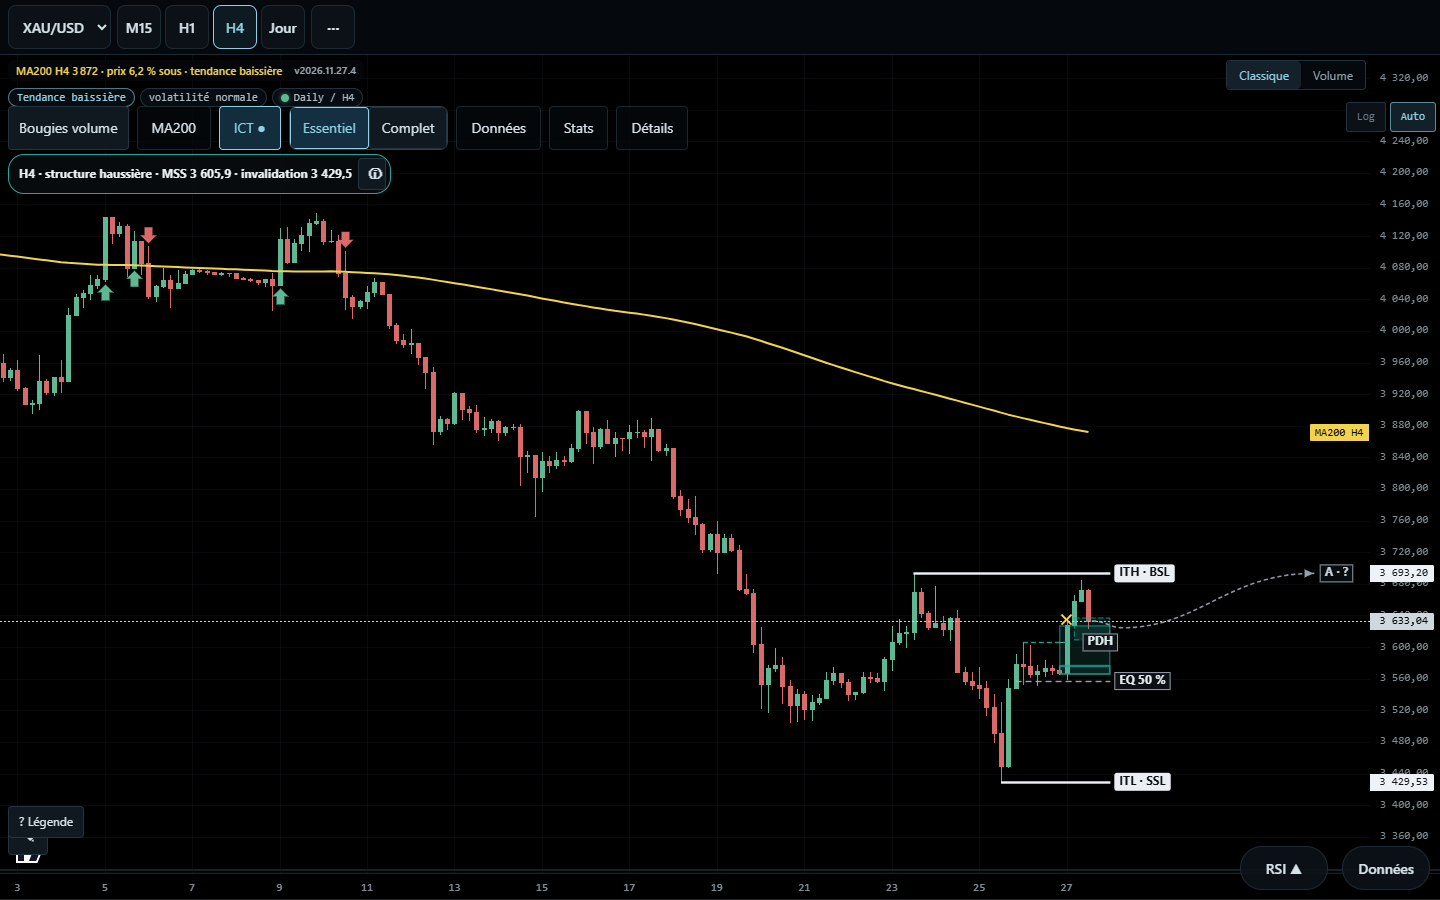 XAU/USD M15 H1 H4 Jour ---
MA200 H4 3 872 · prix 6,2 % sous · tendance baissière v2026.11.27.4
Classique Volume
Tendance baissière volatilité normale Daily / H4
Bougies volume MA200 ICT Essentiel Complet Données Stats Détails
Log Auto
H4 · structure haussière · MSS 3 605,9 · invalidation 3 429,5
4 320,00
4 240,00
4 200,00
4 160,00
4 120,00
4 080,00
4 040,00
4 000,00
3 960,00
3 920,00
3 880,00
MA200 H4
3 840,00
3 800,00
3 760,00
3 720,00
ITH · BSL
A · ?
3 693,20
3 633,04
PDH
3 600,00
3 560,00
EQ 50 %
3 520,00
3 480,00
ITL · SSL
3 429,53
3 400,00
3 360,00
? Légende
RSI ▲ Données
3 5 7 9 11 13 15 17 19 21 23 25 27